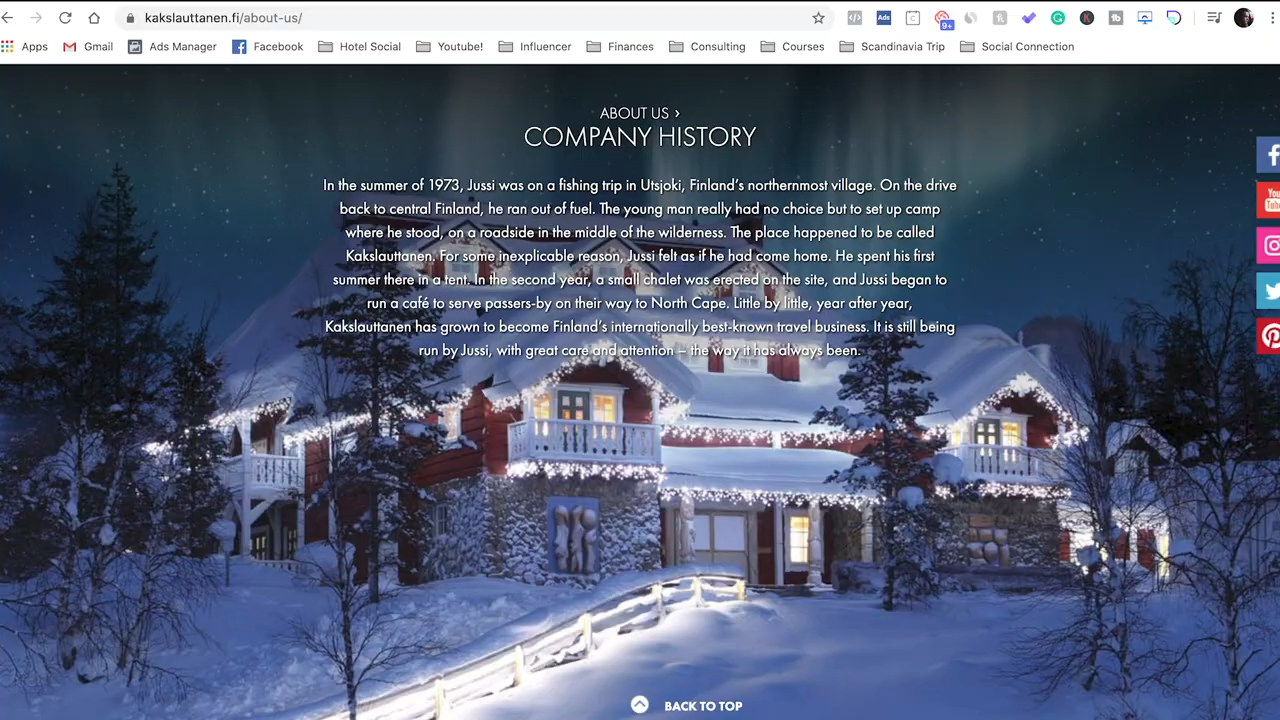 kakslauttanen.fi/about-us/
Ads
9+
K
tb
Apps
Gmail
Ads Manager
Facebook
Hotel Social
Youtube!
Influencer
Finances
Consulting
Courses
Scandinavia Trip
Social Connection
ABOUT US ›
COMPANY HISTORY
In the summer of 1973, Jussi was on a fishing trip in Utsjoki, Finland's northernmost village. On the drive
back to central Finland, he ran out of fuel. The young man really had no choice but to set up camp
where he stood, on a roadside in the middle of the wilderness. The place happened to be called
Kakslauttanen. For some inexplicable reason, Jussi felt as if he had come home. He spent his first
summer there in a tent. In the second year, a small chalet was erected on the site, and Jussi began to
run a café to serve passers-by on their way to North Cape. Little by little, year after year,
Kakslauttanen has grown to become Finland's internationally best-known travel business. It is still being
run by Jussi, with great care and attention – the way it has always been.
You
Tube
BACK TO TOP